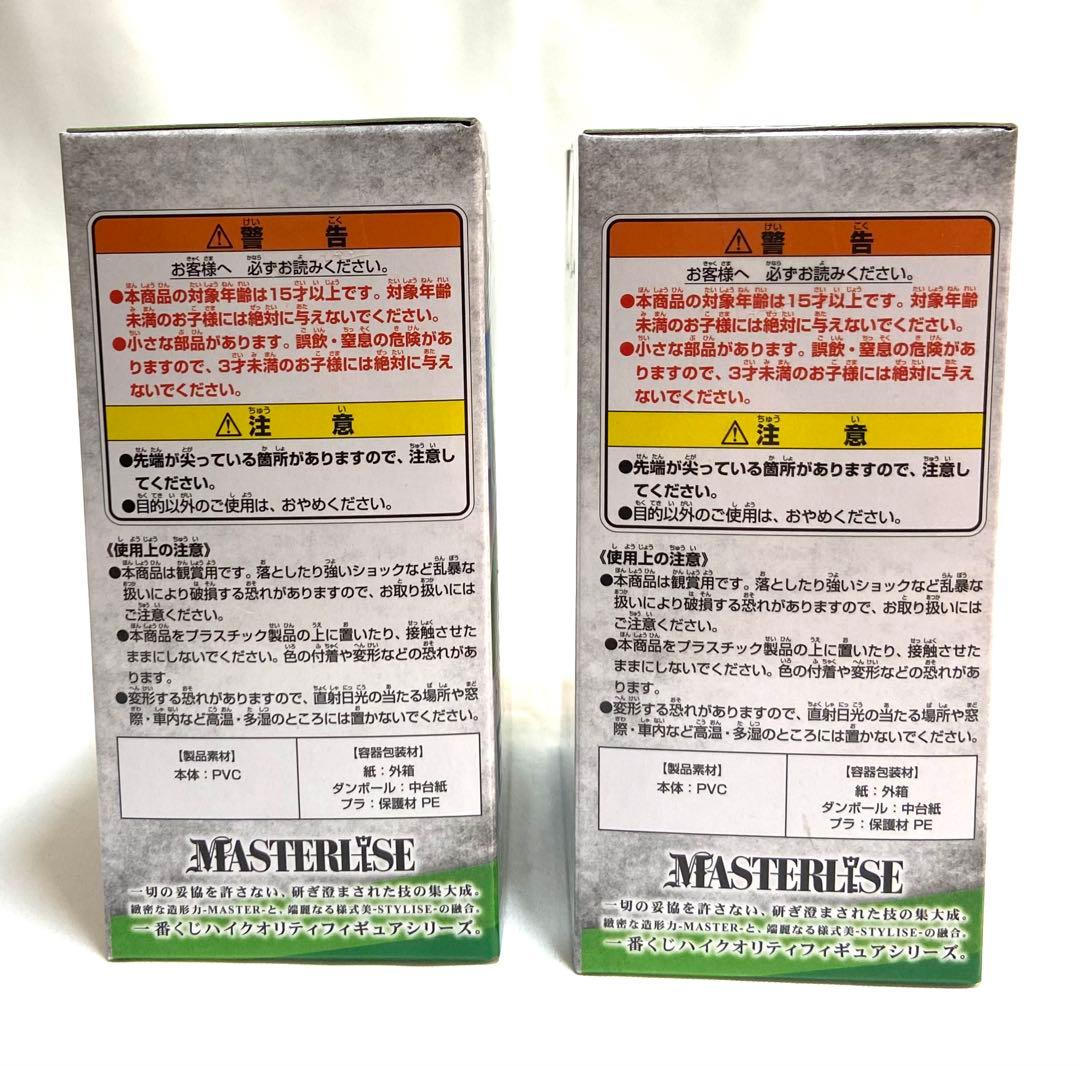 ⚠警告
お客様へ 必ずお読みください。
●本商品の対象年齢は15才以上です。対象年齢
未満のお子様には絶対に与えないでください。
●小さな部品があります。誤飲・窒息の危険があ
りますので、3才未満のお子様には絶対に与え
ないでください。
⚠注意
●先端が尖っている箇所がありますので、注意し
てください。
●目的以外のご使用は、おやめください。
《使用上の注意》
●本商品は観賞用です。落としたり強いショックなど乱暴な
扱いにより破損する恐れがありますので、お取り扱いには
ご注意ください。
●本商品をプラスチック製品の上に置いたり、接触させた
ままにしないでください。色の付着や変形などの恐れがあ
ります。
●変形する恐れがありますので、直射日光の当たる場所や窓
際・車内など高温・多湿のところには置かないでください。
【製品素材】
本体：PVC
【容器包装材】
紙：外箱
ダンボール：中台紙
プラ：保護材 PE
MASTERLISE
一切の妥協を許さない、研ぎ澄まされた技の集大成。
緻密な造形力-MASTER-と、端麗なる様式美-STYLISE-の融合。
一番くじハイクオリティフィギュアシリーズ。
⚠警告
お客様へ 必ずお読みください。
●本商品の対象年齢は15才以上です。対象年齢
未満のお子様には絶対に与えないでください。
●小さな部品があります。誤飲・窒息の危険があ
りますので、3才未満のお子様には絶対に与え
ないでください。
⚠注意
●先端が尖っている箇所がありますので、注意し
てください。
●目的以外のご使用は、おやめください。
《使用上の注意》
●本商品は観賞用です。落としたり強いショックなど乱暴な
扱いにより破損する恐れがありますので、お取り扱いには
ご注意ください。
●本商品をプラスチック製品の上に置いたり、接触させた
ままにしないでください。色の付着や変形などの恐れがあ
ります。
●変形する恐れがありますので、直射日光の当たる場所や窓
際・車内など高温・多湿のところには置かないでください。
【製品素材】
本体：PVC
【容器包装材】
紙：外箱
ダンボール：中台紙
プラ：保護材 PE
MASTERLISE
一切の妥協を許さない、研ぎ澄まされた技の集大成。
緻密な造形力-MASTER-と、端麗なる様式美-STYLISE-の融合。
一番くじハイクオリティフィギュアシリーズ。